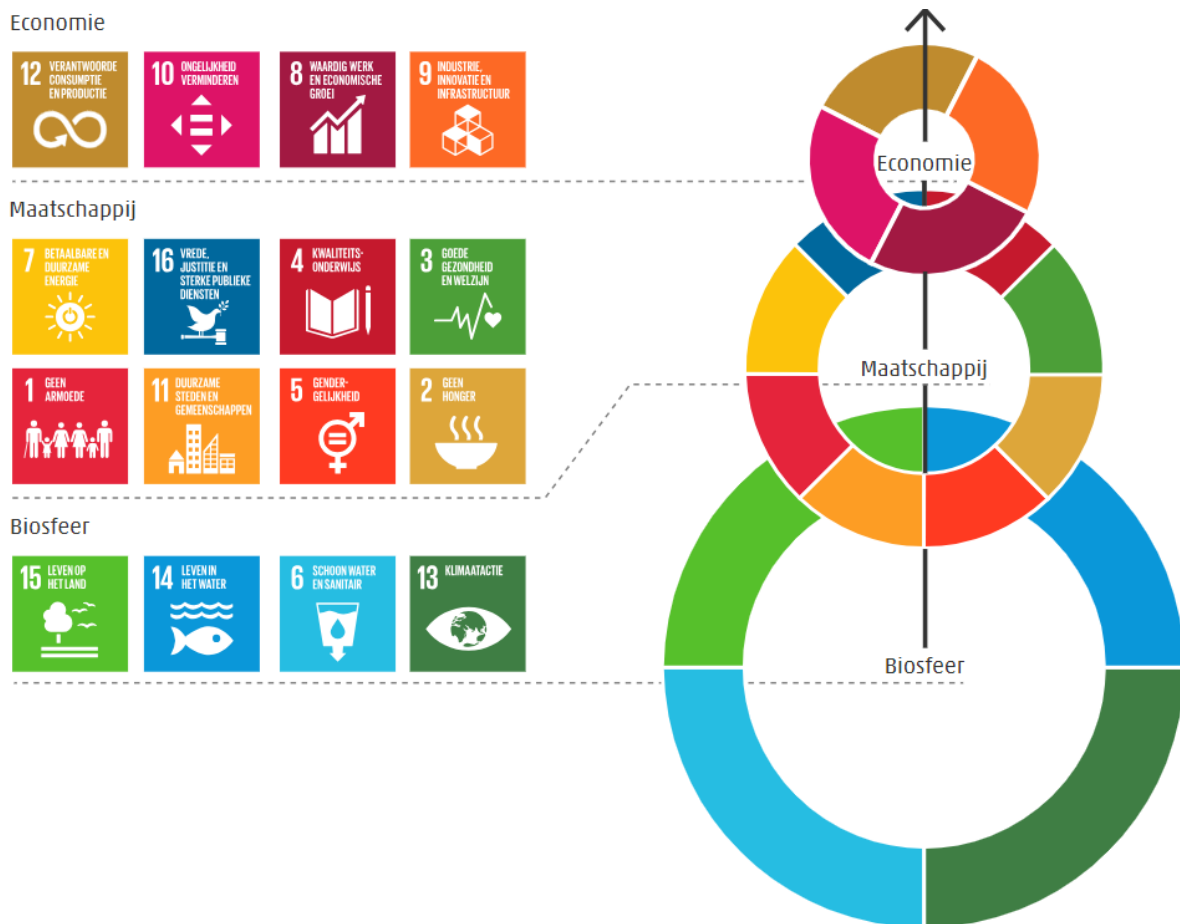 Economie
12 VERANTWOORDE
CONSUMPTIE
EN PRODUCTIE
10 ONGELIJKHEID
VERMINDEREN
8 WAARDIG WERK
EN ECONOMISCHE
GROEI
9 INDUSTRIE,
INNOVATIE EN
INFRASTRUCTUUR
Maatschappij
7 BETAALBARE EN
DUURZAME
ENERGIE
16 VREDE,
JUSTITIE EN
STERKE PUBLIEKE
DIENSTEN
4 KWALITEITS-
ONDERWIJS
3 GOEDE
GEZONDHEID
EN WELZIJN
1 GEEN
ARMOEDE
11 DUURZAME
STEDEN EN
GEMEENSCHAPPEN
5 GENDER-
GELIJKHEID
2 GEEN
HONGER
Biosfeer
15 LEVEN OP
HET LAND
14 LEVEN IN
HET WATER
6 SCHOON WATER
EN SANITAIR
13 KLIMAATACTIE
Economie
Maatschappij
Biosfeer